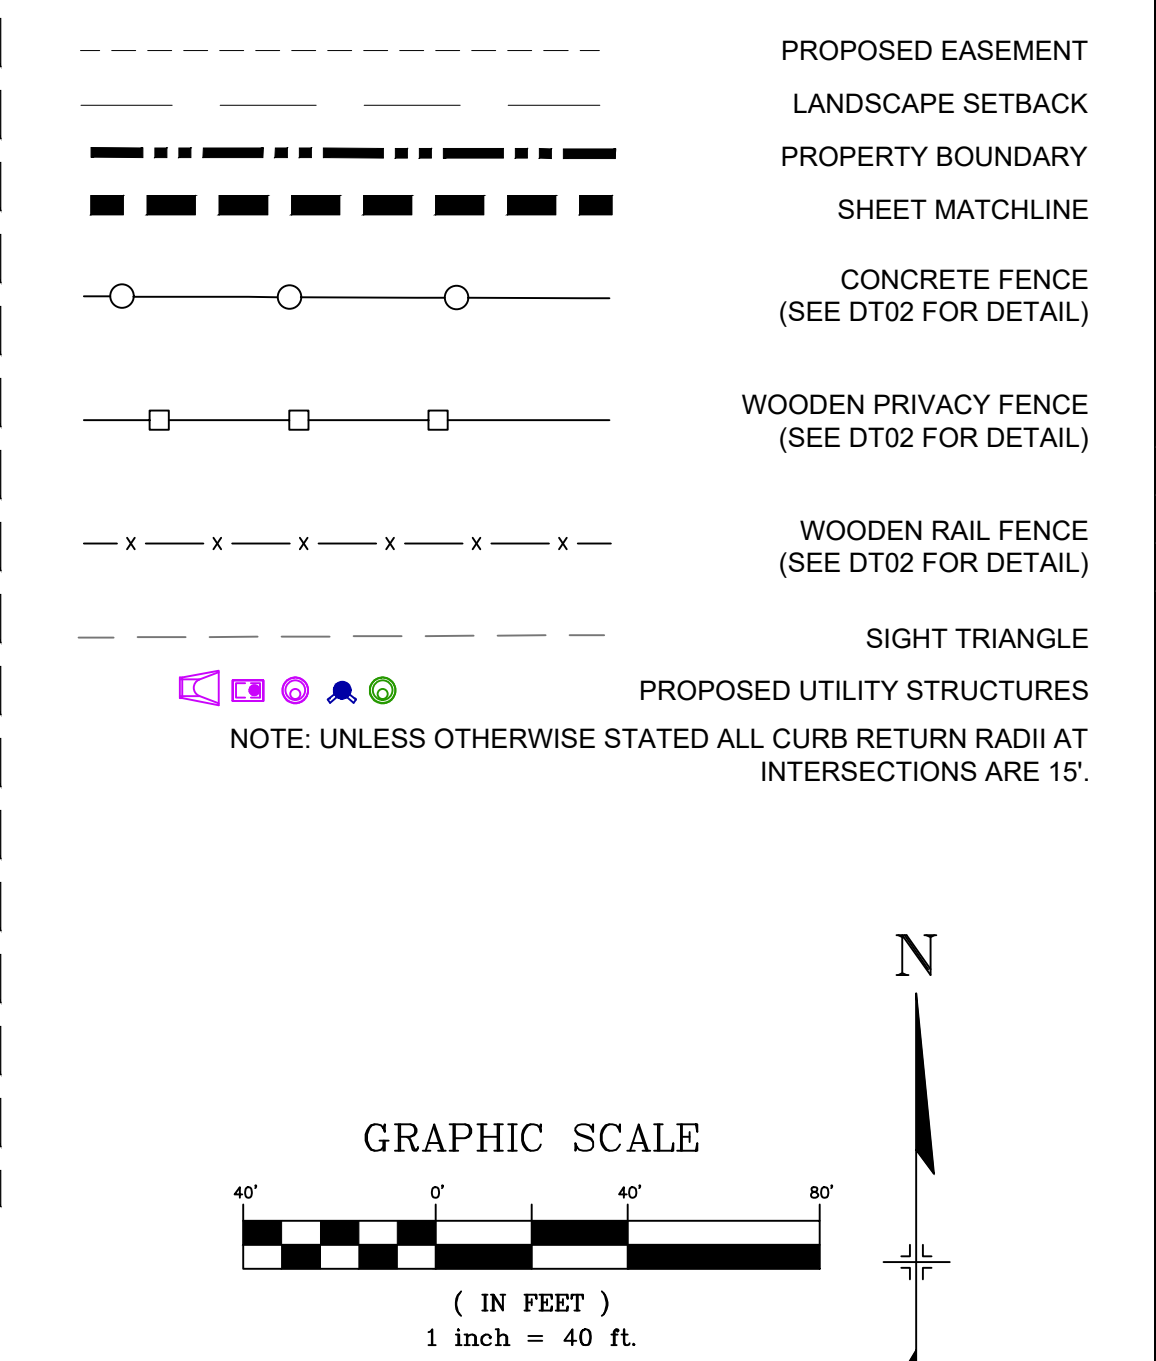 PROPOSED EASEMENT
LANDSCAPE SETBACK
PROPERTY BOUNDARY
SHEET MATCHLINE
CONCRETE FENCE
(SEE DT02 FOR DETAIL)
WOODEN PRIVACY FENCE
(SEE DT02 FOR DETAIL)
x x x x x x
WOODEN RAIL FENCE
(SEE DT02 FOR DETAIL)
SIGHT TRIANGLE
PROPOSED UTILITY STRUCTURES
NOTE: UNLESS OTHERWISE STATED ALL CURB RETURN RADII AT
INTERSECTIONS ARE 15'.
N
GRAPHIC SCALE
40' 0' 40' 80'
( IN FEET )
1 inch = 40 ft.